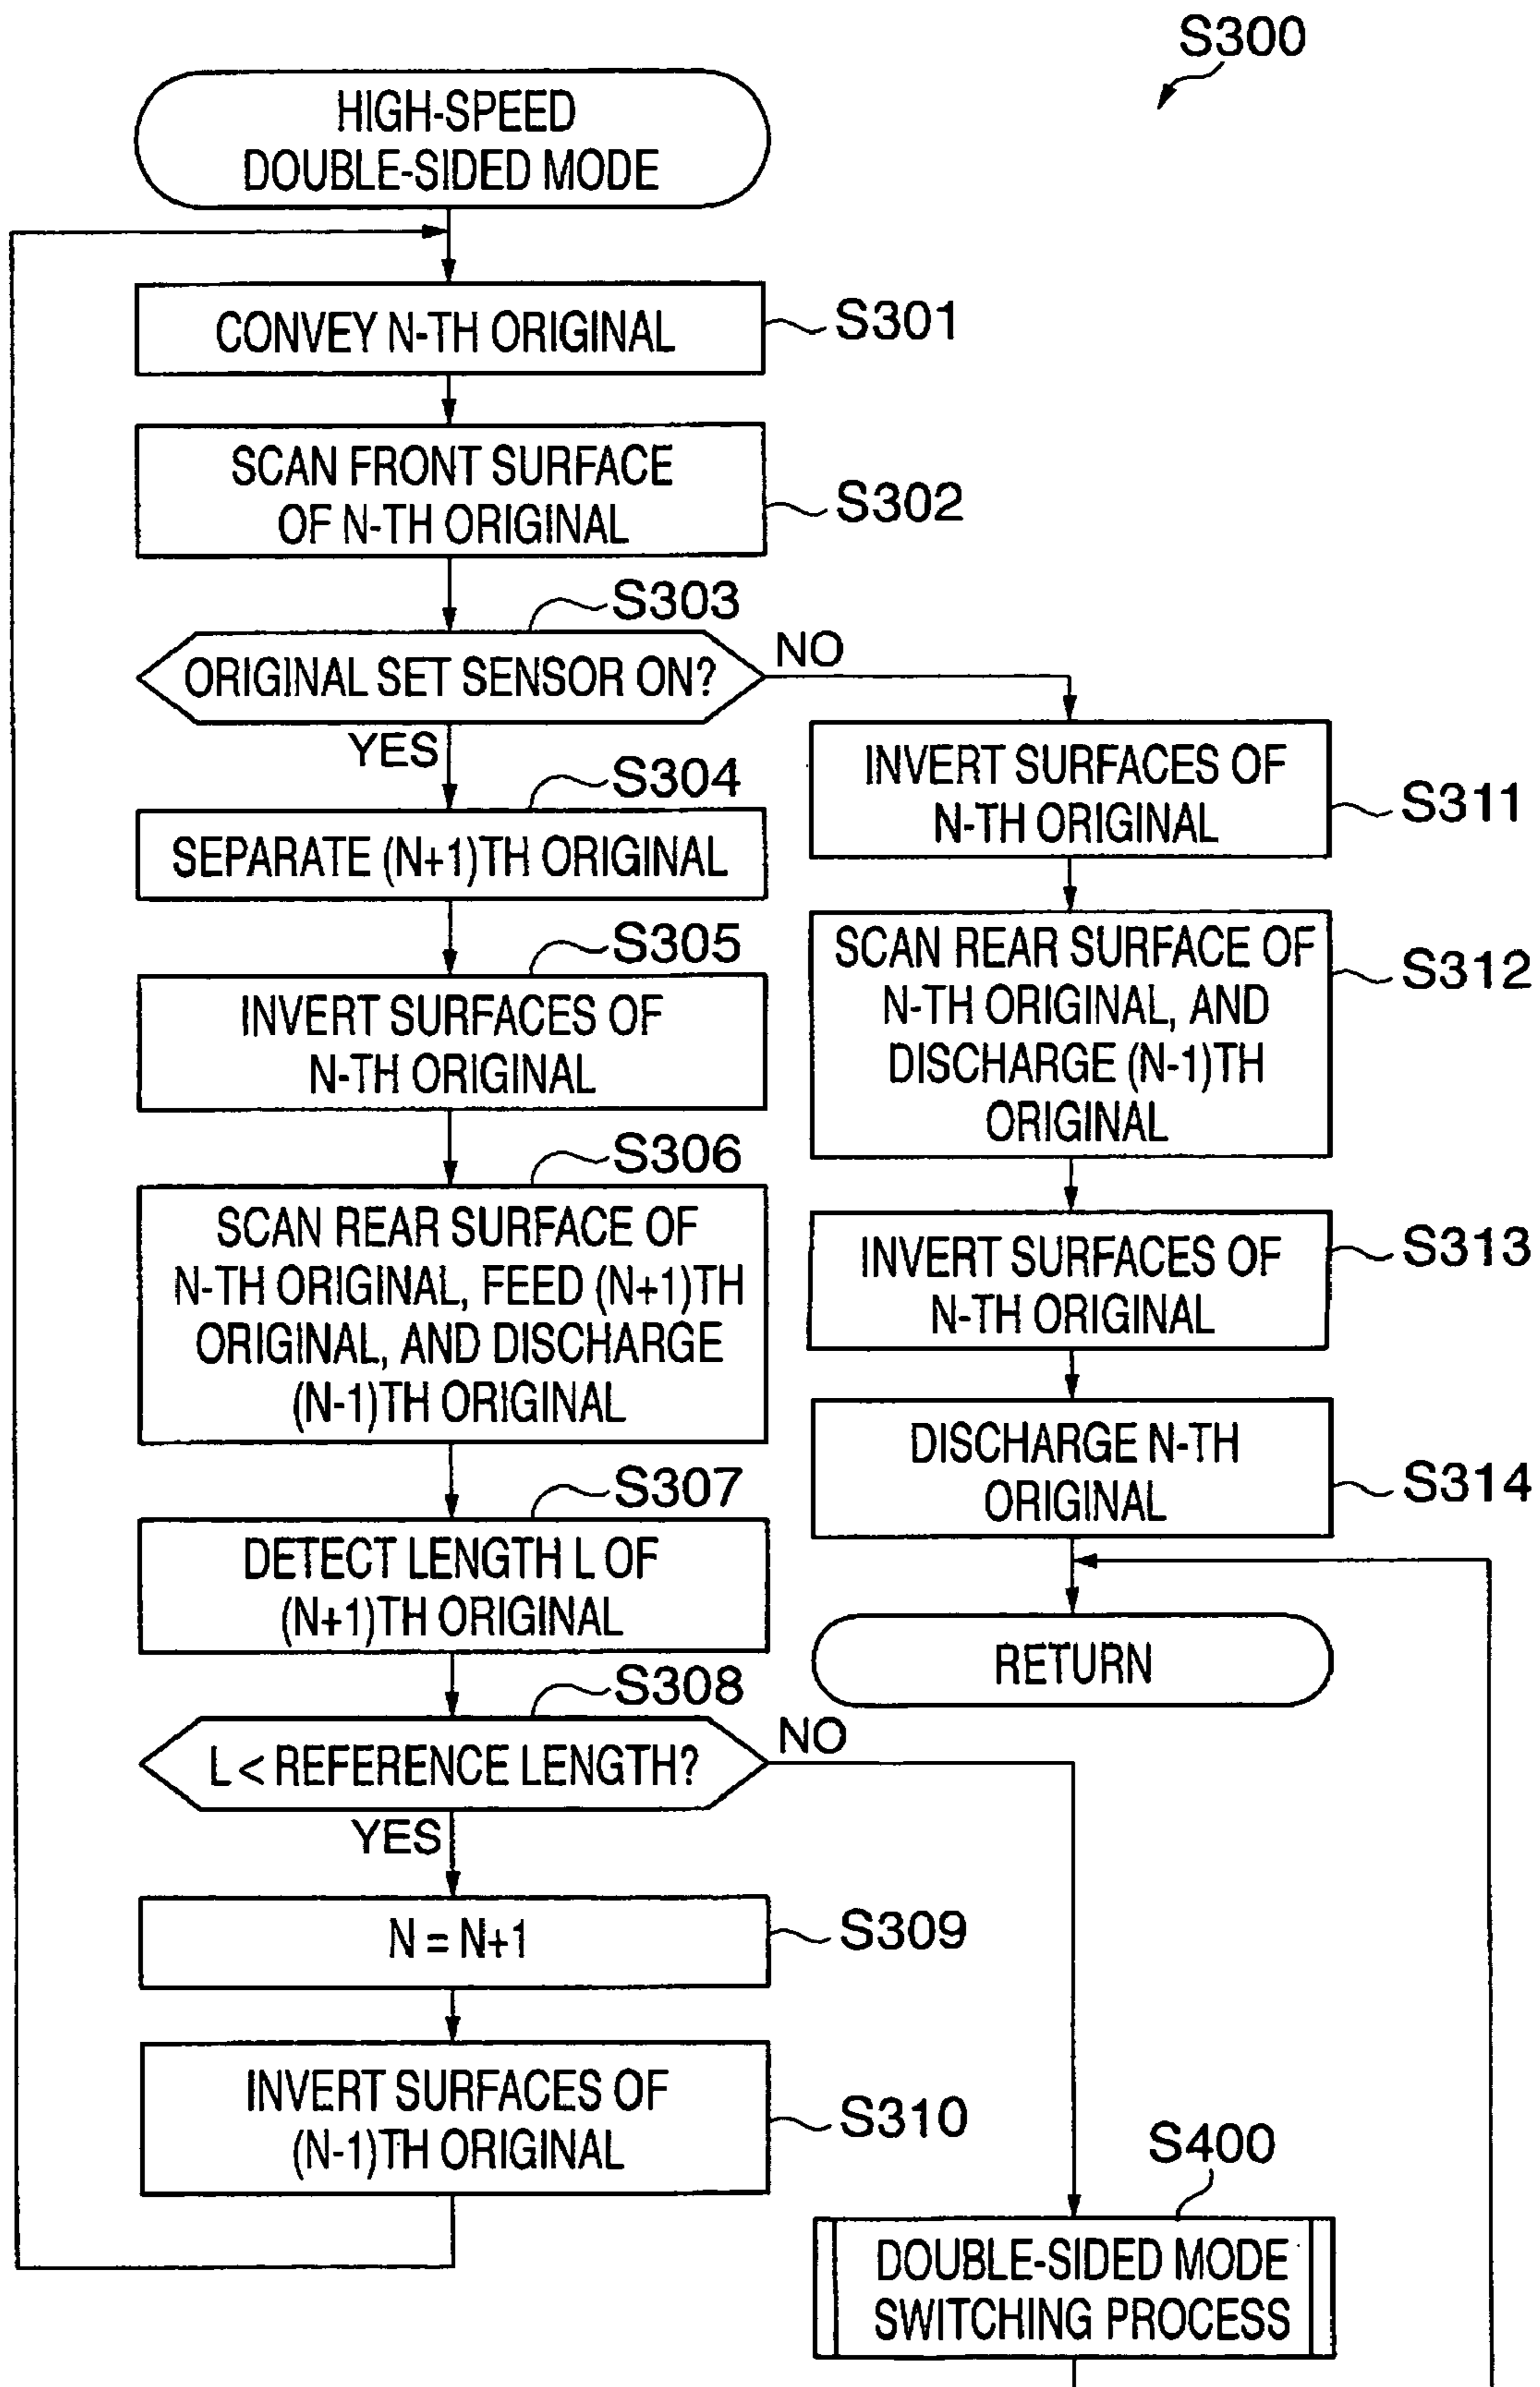 S300
HIGH-SPEED
DOUBLE-SIDED MODE
CONVEY N-TH ORIGINAL
S301
SCAN FRONT SURFACE
OF N-TH ORIGINAL
S302
S303
ORIGINAL SET SENSOR ON?
NO
YES
S304
SEPARATE (N+1)TH ORIGINAL
S305
INVERT SURFACES OF
N-TH ORIGINAL
S306
SCAN REAR SURFACE OF
N-TH ORIGINAL, FEED (N+1)TH
ORIGINAL, AND DISCHARGE
(N-1)TH ORIGINAL
S307
DETECT LENGTH L OF
(N+1)TH ORIGINAL
S308
L < REFERENCE LENGTH?
NO
YES
N = N+1
S309
INVERT SURFACES OF
(N-1)TH ORIGINAL
S310
INVERT SURFACES OF
N-TH ORIGINAL
S311
SCAN REAR SURFACE OF
N-TH ORIGINAL, AND
DISCHARGE (N-1)TH
ORIGINAL
S312
INVERT SURFACES OF
N-TH ORIGINAL
S313
DISCHARGE N-TH
ORIGINAL
S314
RETURN
S400
DOUBLE-SIDED MODE
SWITCHING PROCESS